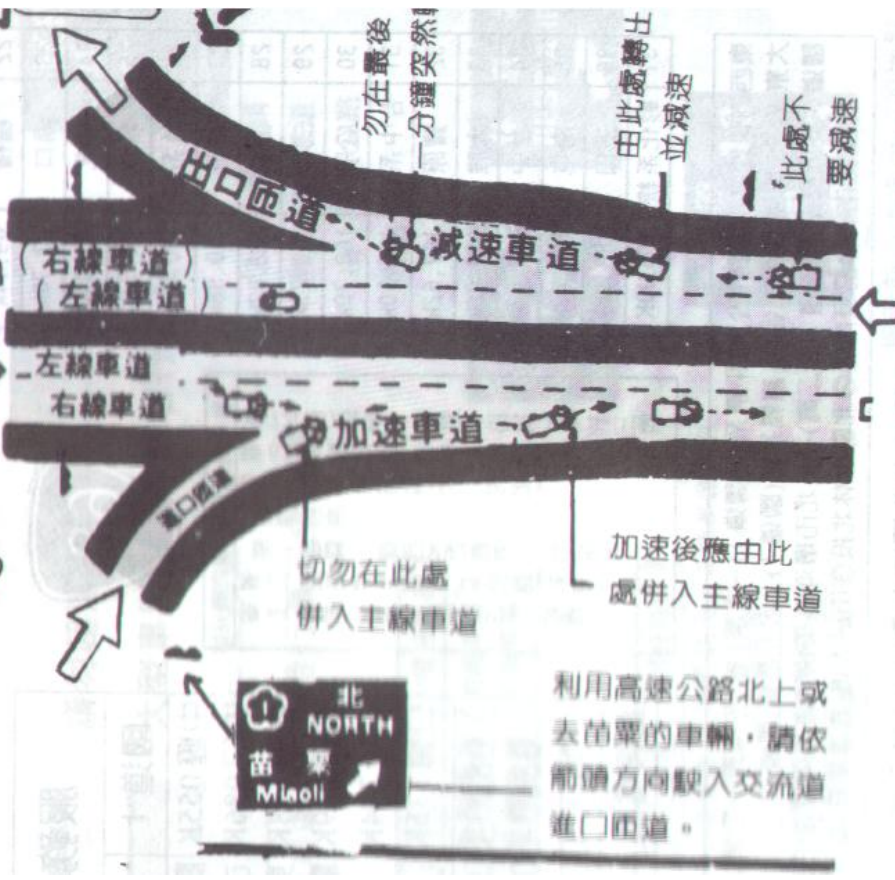 勿在最後
一分鐘突然
由此處轉出
並減速
此處不
要減速
出口匝道
減速車道
(右線車道)
(左線車道)
左線車道
右線車道
加速車道
進口匝道
切勿在此處
併入主線車道
加速後應由此
處併入主線車道
1
北
NORTH
苗栗
Miaoli
利用高速公路北上或
去苗栗的車輛，請依
箭頭方向駛入交流道
進口匝道。